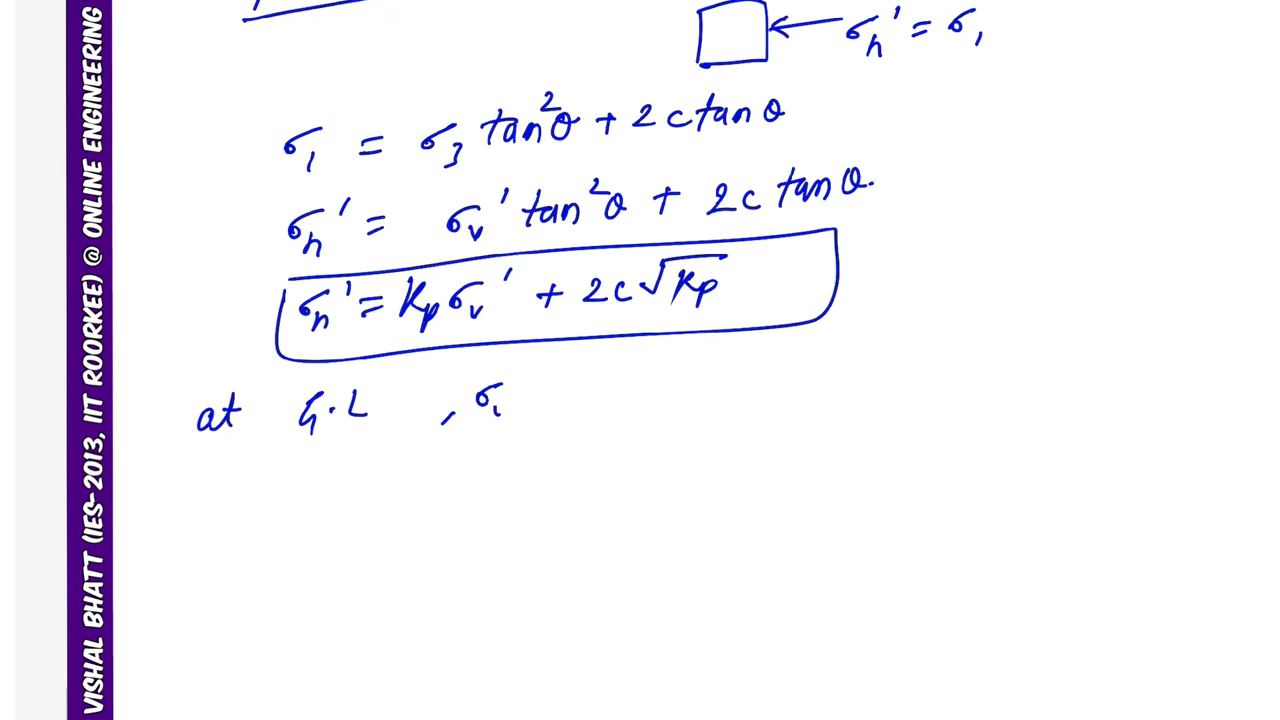 σh' = σ1
σ1 = σ3 tan²θ + 2c tanθ
σh' = σv' tan²θ + 2c tanθ.
σh' = kp σv' + 2c√kp
at G.L , σ
VISHAL BHATT (IES-2013, IIT ROORKEE) @ ONLINE ENGINEERING